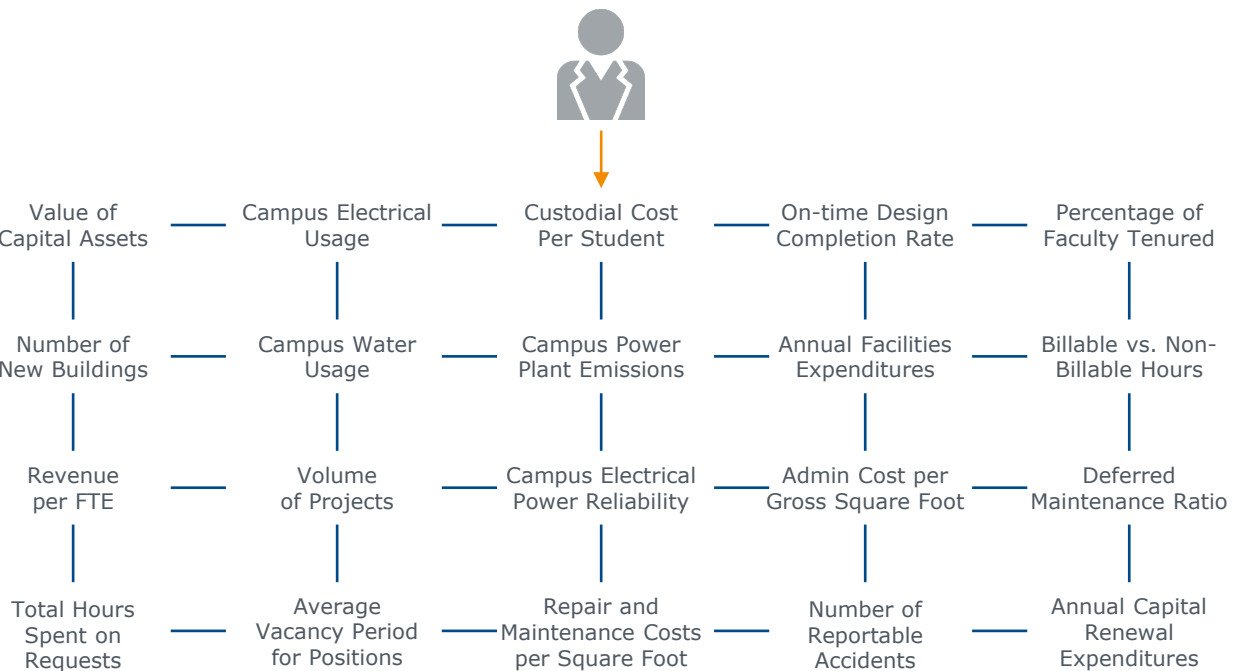 Value of
Capital Assets
Campus Electrical
Usage
Custodial Cost
Per Student
On-time Design
Completion Rate
Percentage of
Faculty Tenured
Number of
New Buildings
Campus Water
Usage
Campus Power
Plant Emissions
Annual Facilities
Expenditures
Billable vs. Non-
Billable Hours
Revenue
per FTE
Volume
of Projects
Campus Electrical
Power Reliability
Admin Cost per
Gross Square Foot
Deferred
Maintenance Ratio
Total Hours
Spent on
Requests
Average
Vacancy Period
for Positions
Repair and
Maintenance Costs
per Square Foot
Number of
Reportable
Accidents
Annual Capital
Renewal
Expenditures